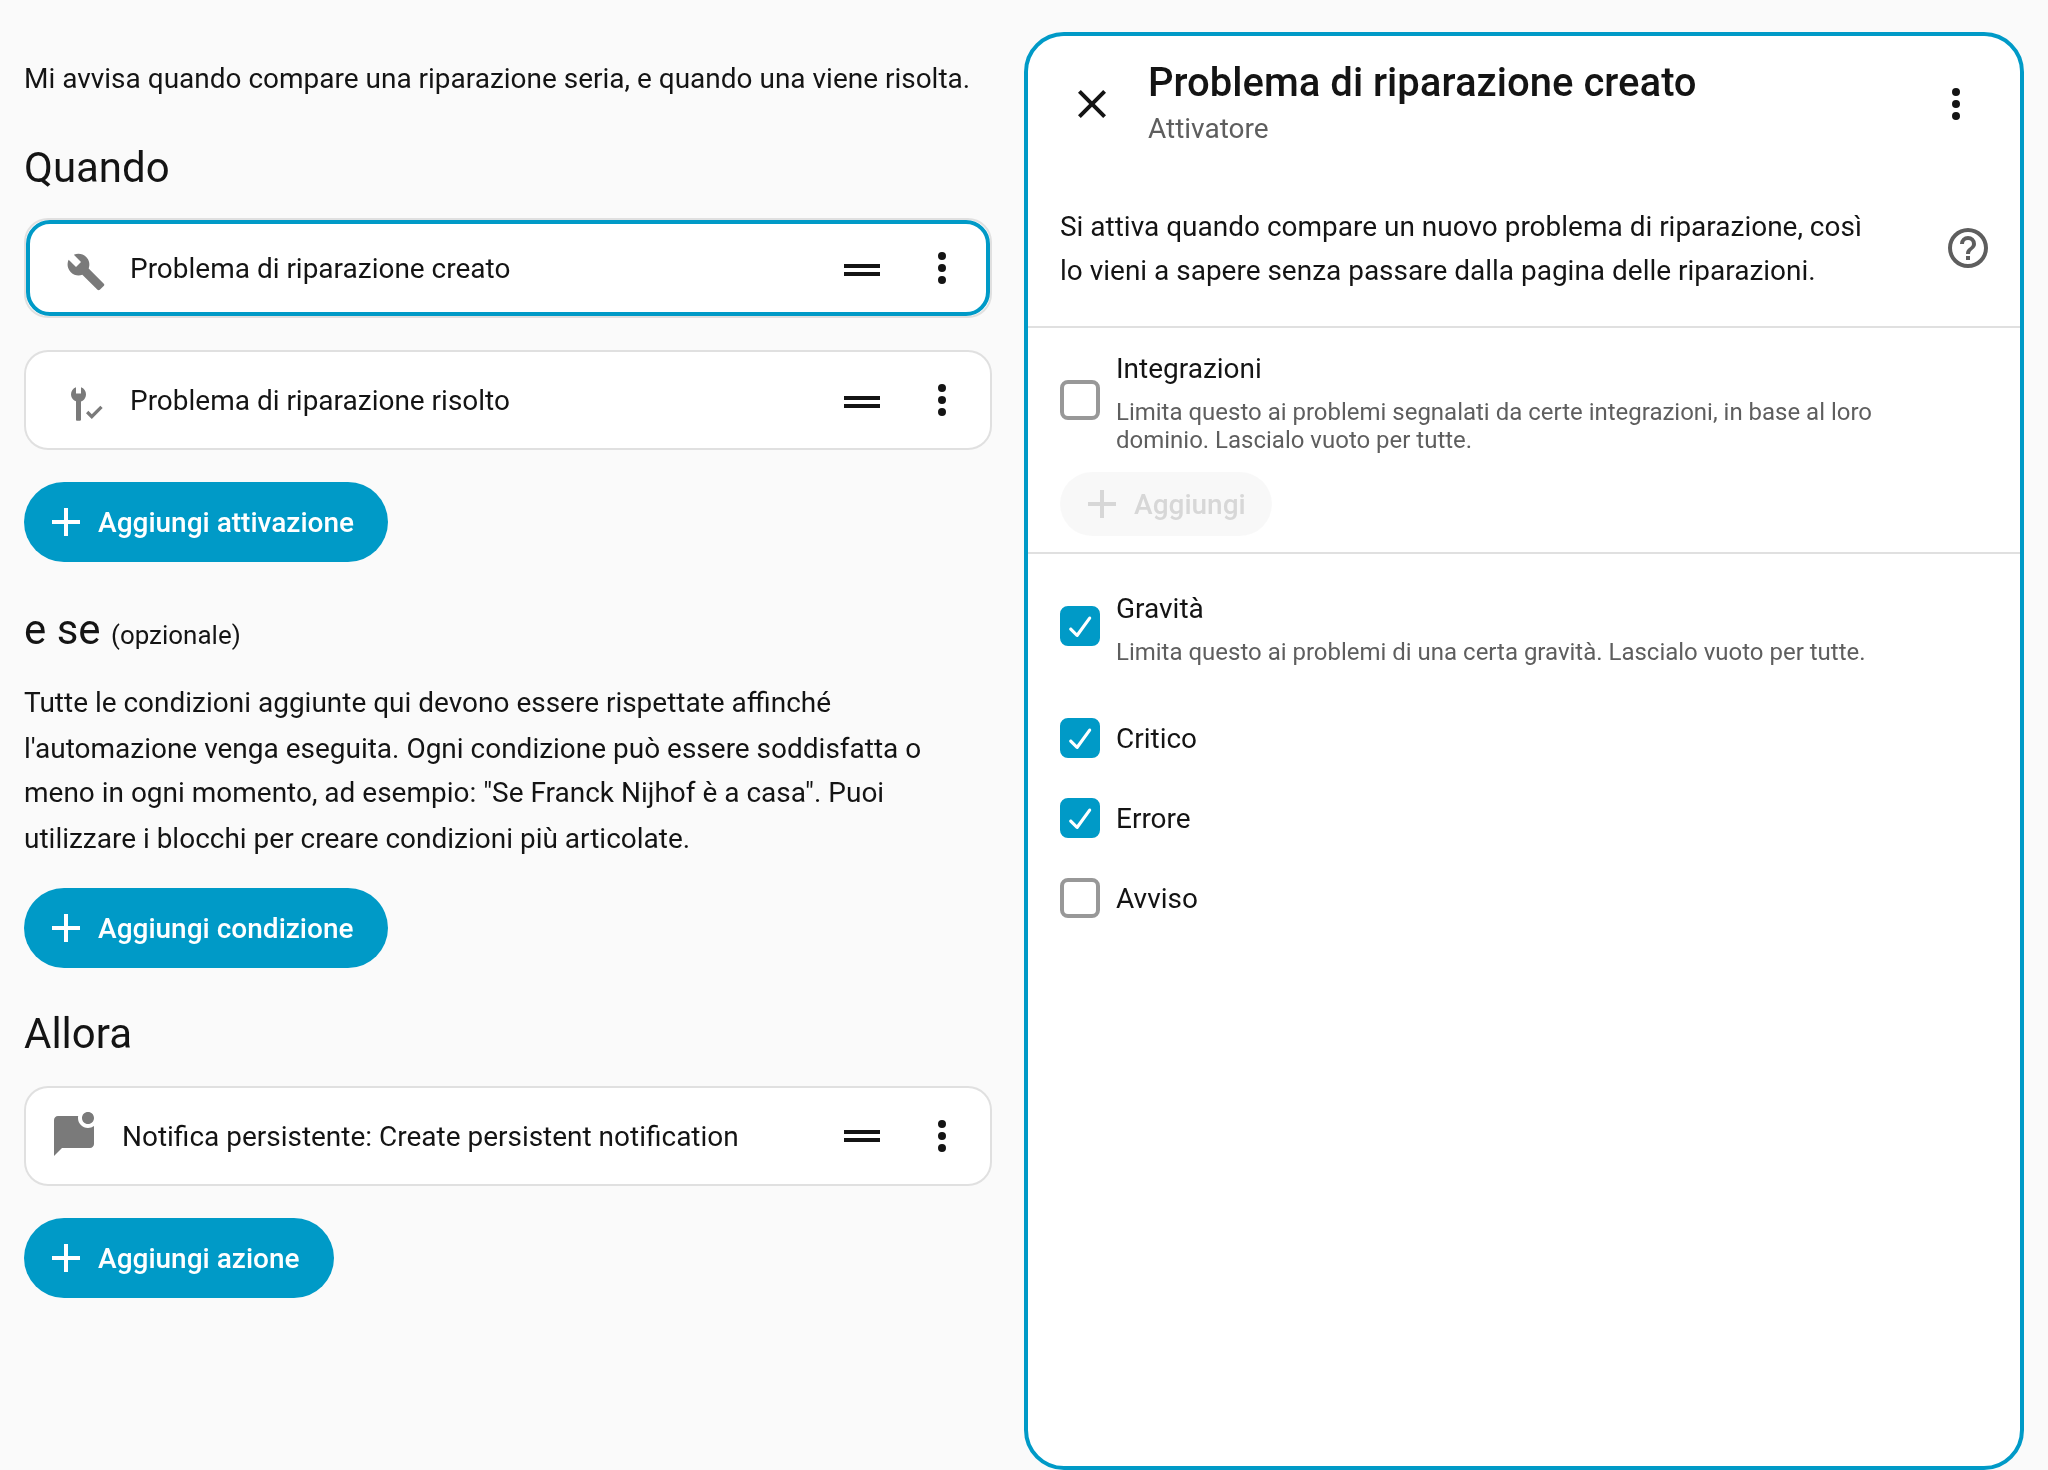 Mi avvisa quando compare una riparazione seria, e quando una viene risolta.
Quando
Problema di riparazione creato
Problema di riparazione risolto
Aggiungi attivazione
e se (opzionale)
Tutte le condizioni aggiunte qui devono essere rispettate affinché
l'automazione venga eseguita. Ogni condizione può essere soddisfatta o
meno in ogni momento, ad esempio: "Se Franck Nijhof è a casa". Puoi
utilizzare i blocchi per creare condizioni più articolate.
Aggiungi condizione
Allora
Notifica persistente: Create persistent notification
Aggiungi azione
Problema di riparazione creato
Attivatore
Si attiva quando compare un nuovo problema di riparazione, così
lo vieni a sapere senza passare dalla pagina delle riparazioni.
Integrazioni
Limita questo ai problemi segnalati da certe integrazioni, in base al loro
dominio. Lascialo vuoto per tutte.
Aggiungi
Gravità
Limita questo ai problemi di una certa gravità. Lascialo vuoto per tutte.
Critico
Errore
Avviso